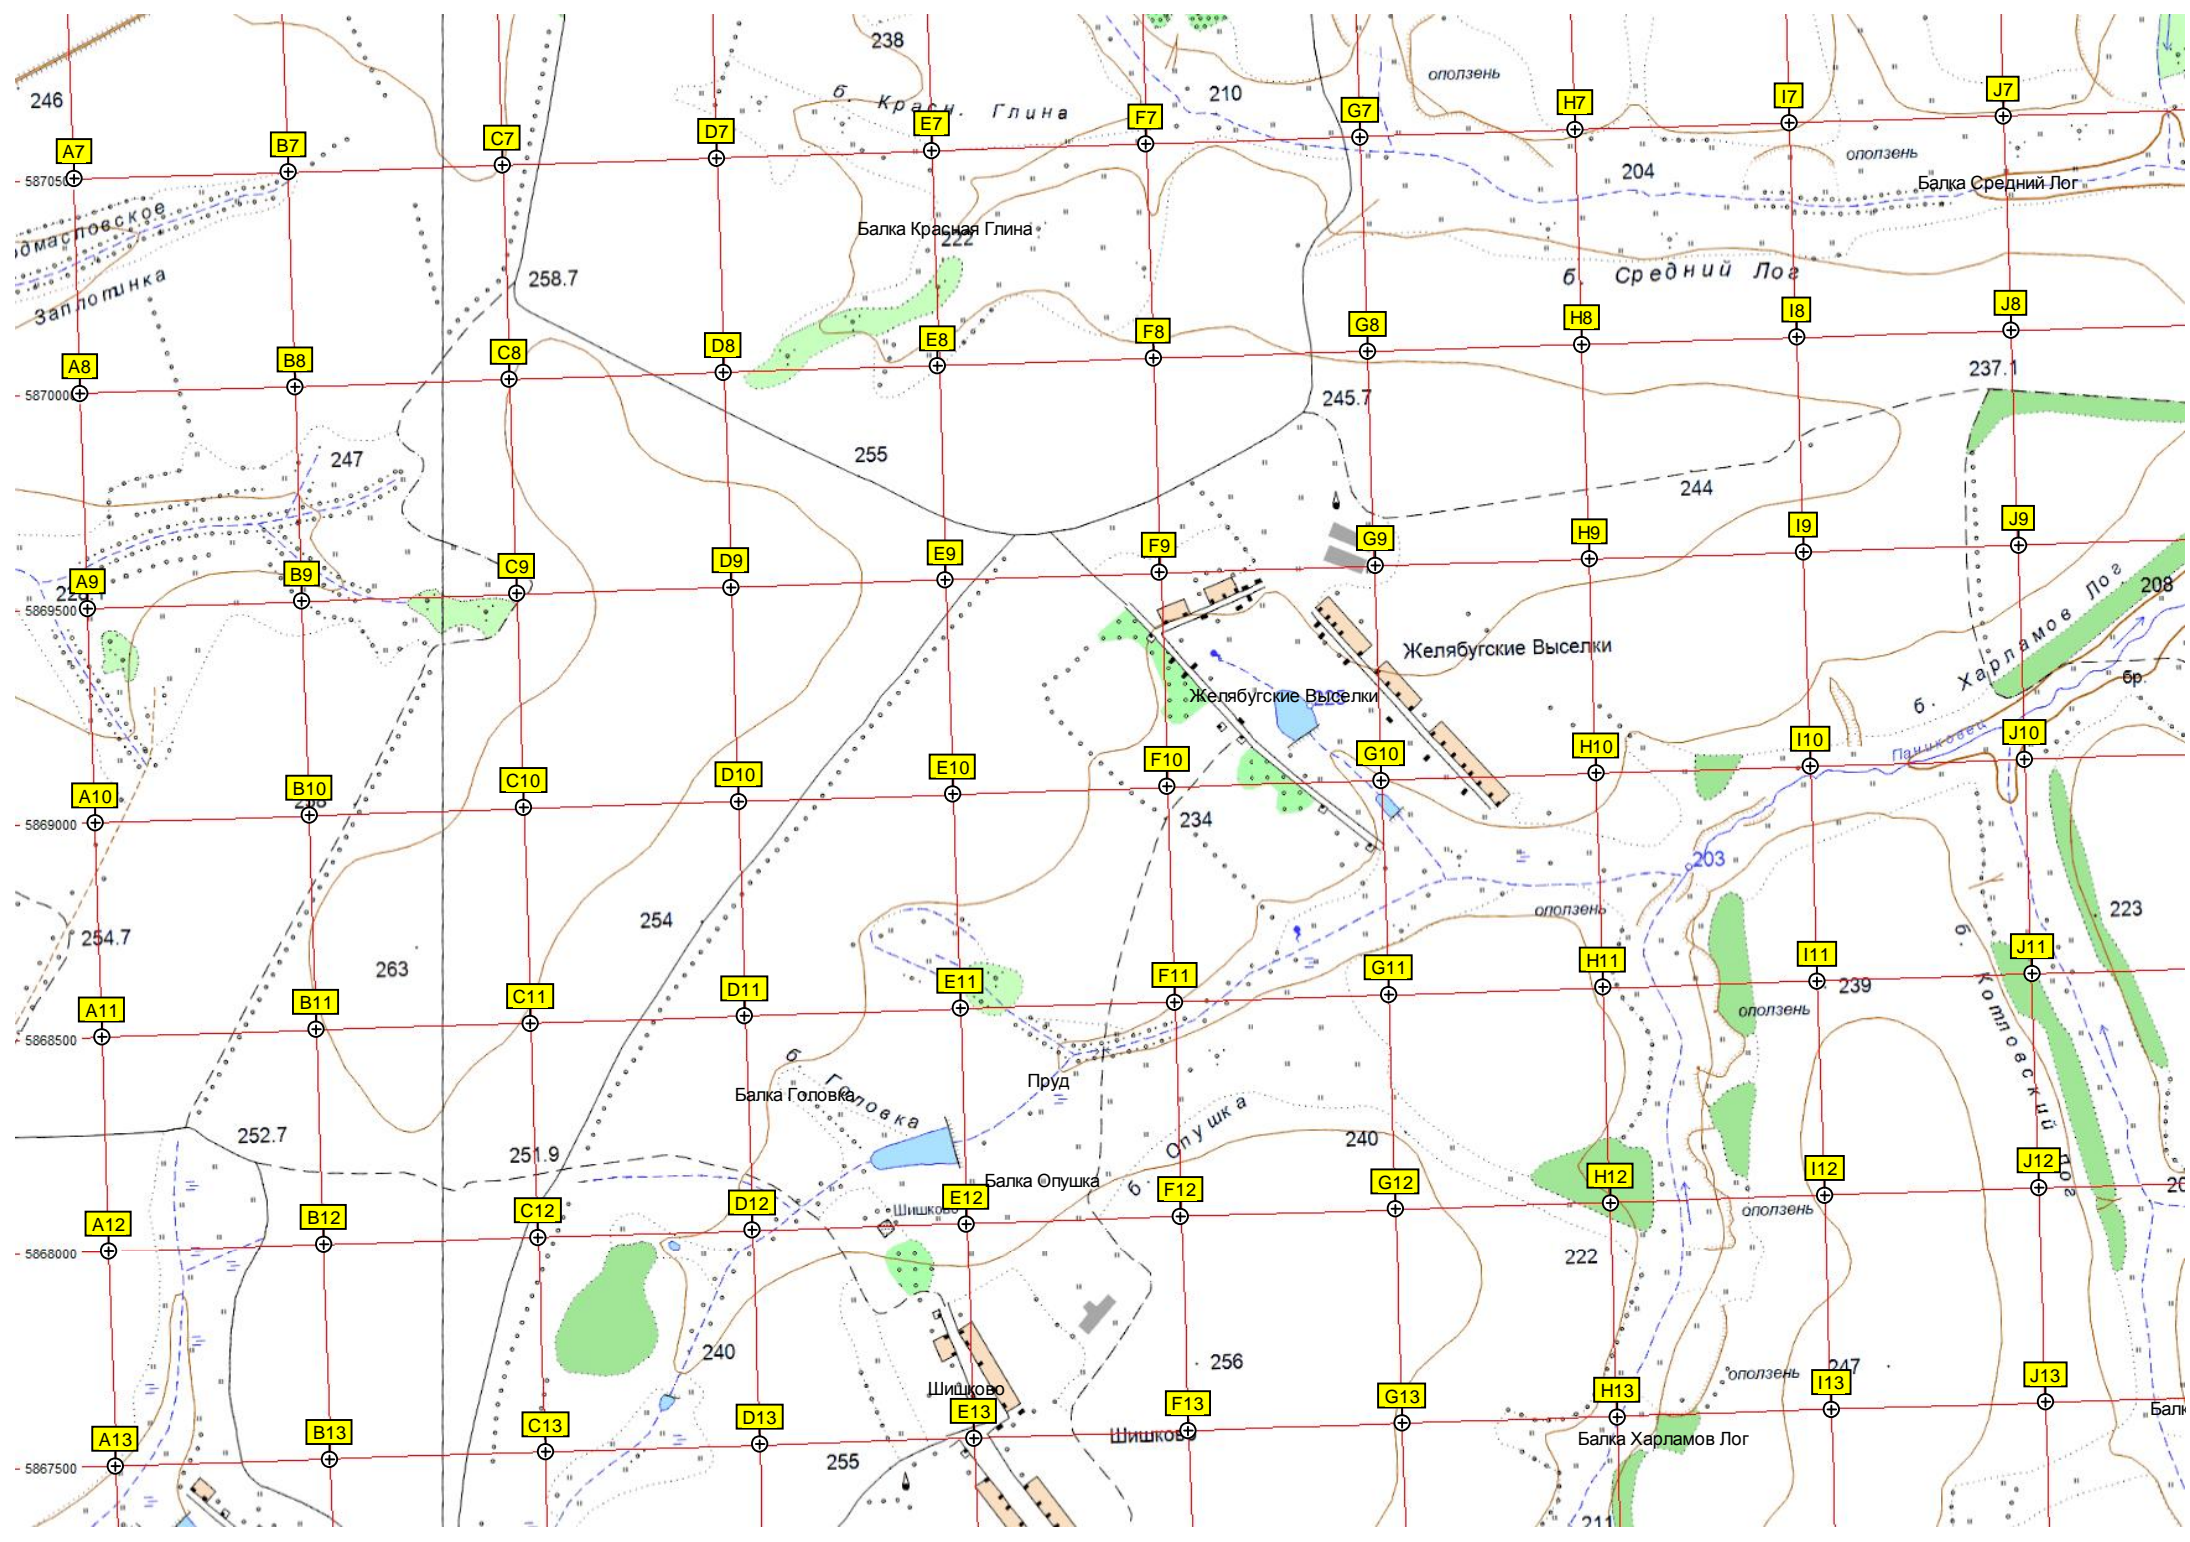 238
246
210
оползень
б. Красн. Глина
A7
B7
C7
D7
E7
F7
G7
H7
I7
J7
587050
204
оползень
Балка Средний Лог
Балка Красная Глина
222
Заплотинка
258.7
б. Средний Лог
A8
B8
C8
D8
E8
F8
G8
H8
I8
J8
5870000
237.1
245.7
255
247
244
A9
B9
C9
D9
E9
F9
G9
H9
I9
J9
5869500
208
б. Харламов Лог
Желябугские Выселки
Желябугские Выселки
225
бр.
Паниковец
A10
B10
C10
D10
E10
F10
G10
H10
I10
J10
5869000
234
203
254.7
254
263
оползень
223
A11
B11
C11
D11
E11
F11
G11
H11
I11
J11
5868500
239
оползень
б. Котловский лог
б. Головка
Балка Головка
Пруд
б. Опушка
252.7
251.9
240
Балка Опушка
Шишково
A12
B12
C12
D12
E12
F12
G12
H12
I12
J12
5868000
20
оползень
222
240
256
оползень
247
Шишково
A13
B13
C13
D13
E13
F13
G13
H13
I13
J13
5867500
255
Шишково
Балка Харламов Лог
Балк
211